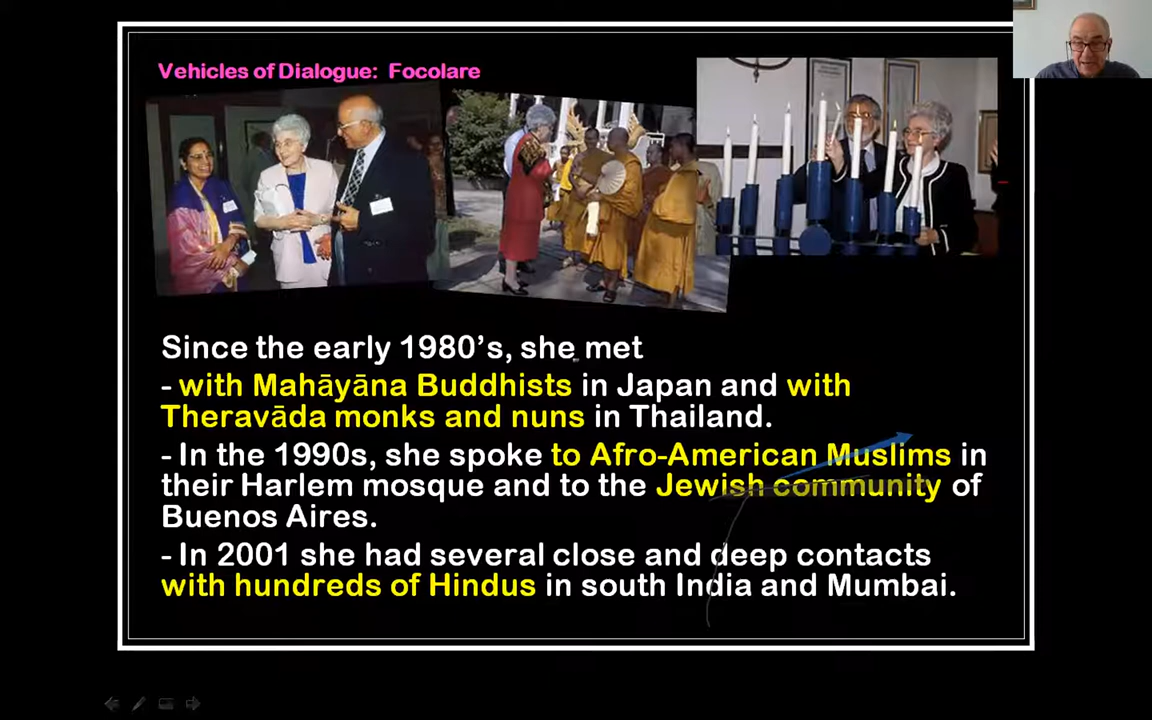 Vehicles of Dialogue: Focolare
Since the early 1980’s, she met
- with Mahāyāna Buddhists in Japan and with
Theravāda monks and nuns in Thailand.
- In the 1990s, she spoke to Afro-American Muslims in
their Harlem mosque and to the Jewish community of
Buenos Aires.
- In 2001 she had several close and deep contacts
with hundreds of Hindus in south India and Mumbai.